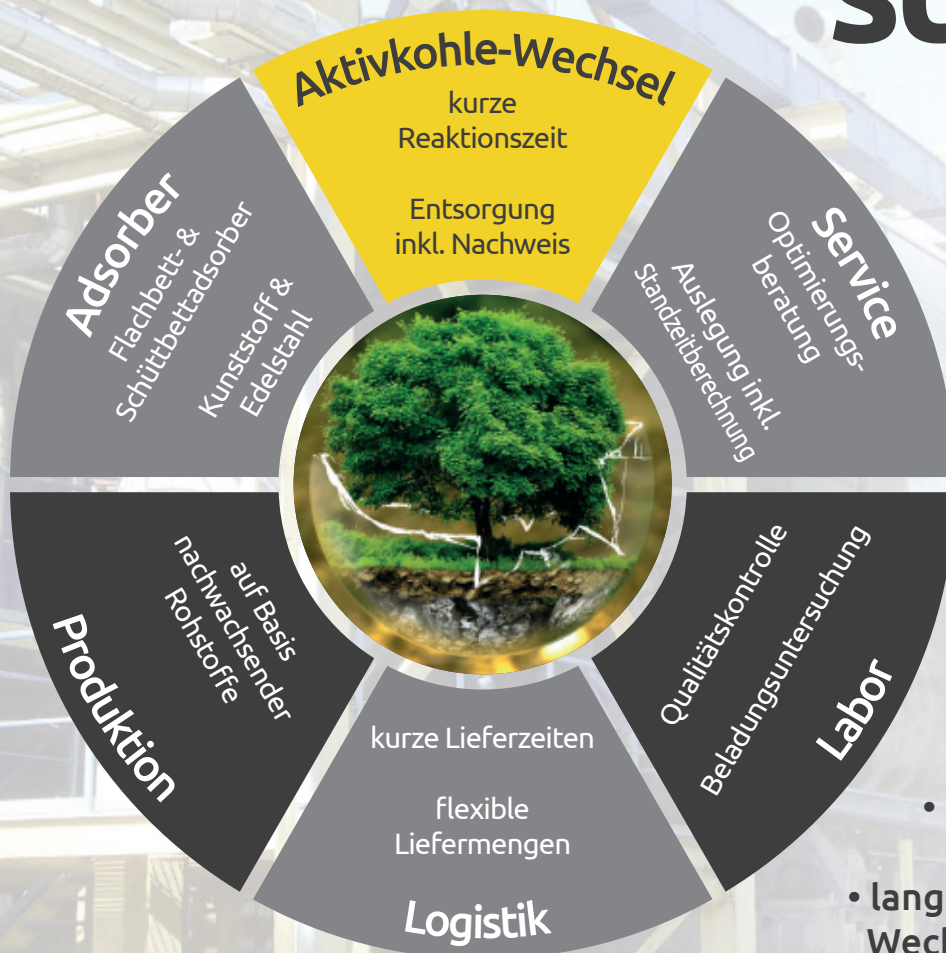 Aktivkohle-Wechsel
kurze
Reaktionszeit
Entsorgung
inkl. Nachweis
Service
Optimierungs-
beratung
Auslegung inkl.
Standzeitberechnung
Labor
Qualitätskontrolle
Beladungsuntersuchung
kurze Lieferzeiten
flexible
Liefermengen
Logistik
Produktion
auf Basis
nachwachsender
Rohstoffe
Adsorber
Flachbett- &
Schüttbettadsorber
Kunststoff &
Edelstahl
• lang